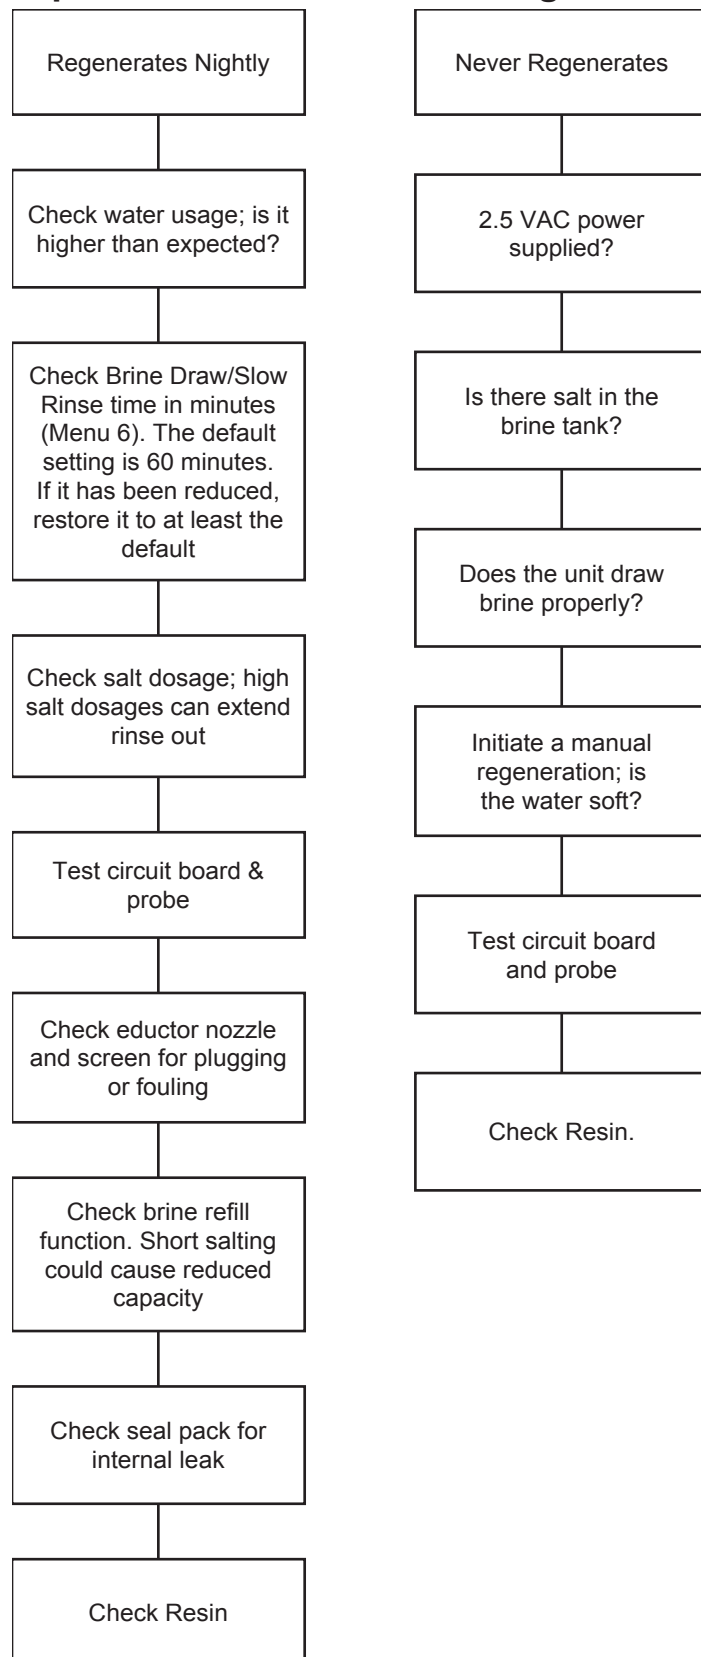 Regenerates Nightly
Check water usage; is it
higher than expected?
Check Brine Draw/Slow
Rinse time in minutes
(Menu 6). The default
setting is 60 minutes.
If it has been reduced,
restore it to at least the
default
Check salt dosage; high
salt dosages can extend
rinse out
Test circuit board &
probe
Check eductor nozzle
and screen for plugging
or fouling
Check brine refill
function. Short salting
could cause reduced
capacity
Check seal pack for
internal leak
Check Resin
Never Regenerates
2.5 VAC power
supplied?
Is there salt in the
brine tank?
Does the unit draw
brine properly?
Initiate a manual
regeneration; is
the water soft?
Test circuit board
and probe
Check Resin.